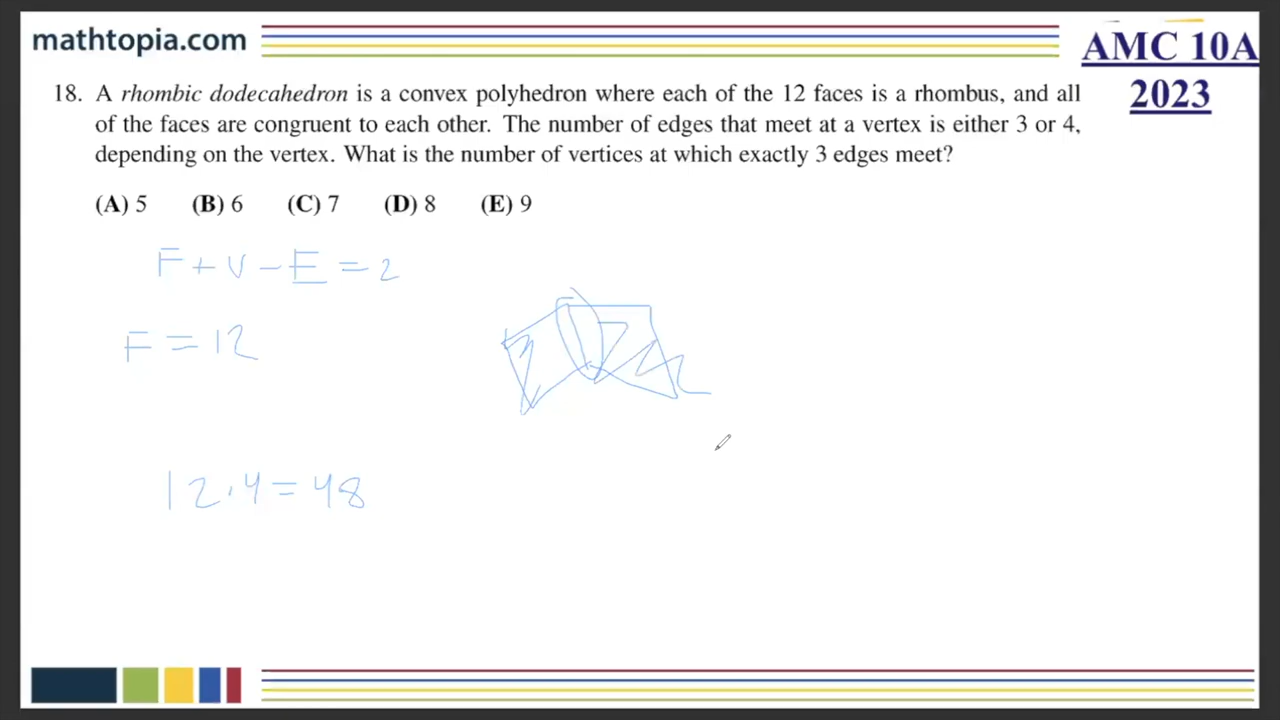 mathtopia.com
AMC 10A
2023
18. A rhombic dodecahedron is a convex polyhedron where each of the 12 faces is a rhombus, and all
of the faces are congruent to each other. The number of edges that meet at a vertex is either 3 or 4,
depending on the vertex. What is the number of vertices at which exactly 3 edges meet?
(A) 5 (B) 6 (C) 7 (D) 8 (E) 9
F + V - E = 2
F = 12
12 · 4 = 48